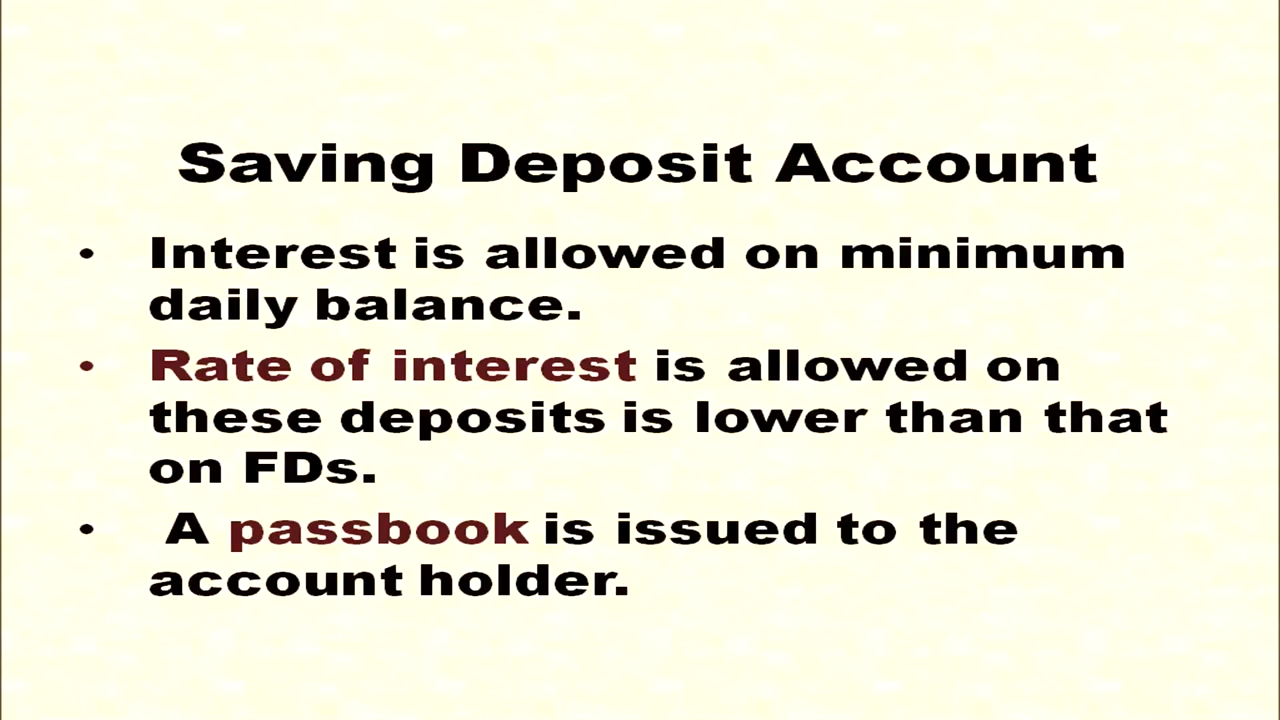 Saving Deposit Account
• Interest is allowed on minimum
daily balance.
• Rate of interest is allowed on
these deposits is lower than that
on FDs.
• A passbook is issued to the
account holder.